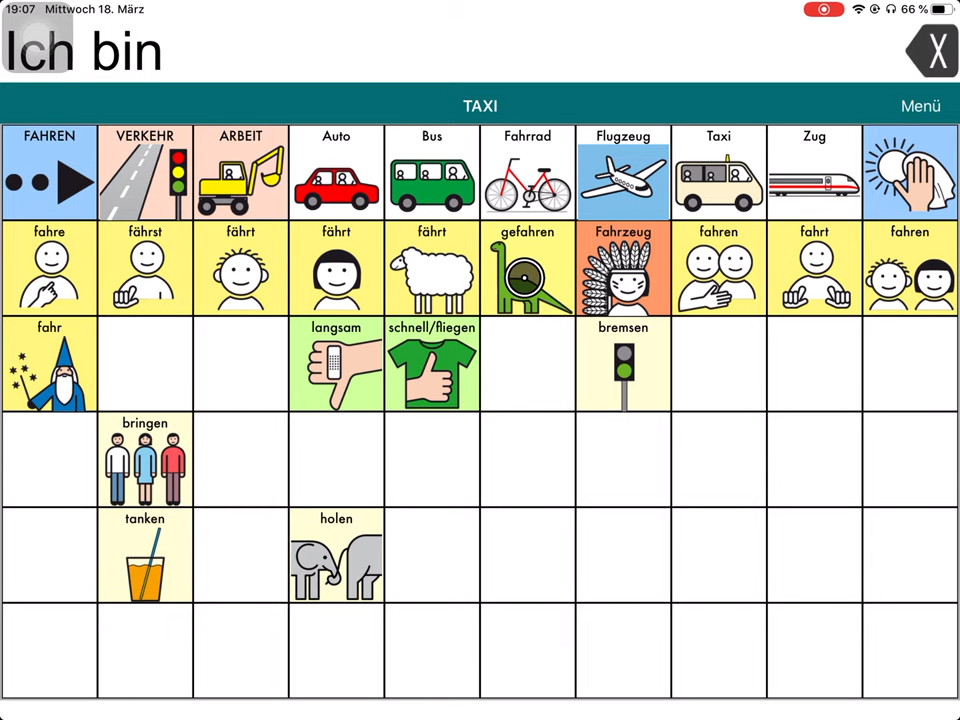 19:07 Mittwoch 18. März 66 %
Ich bin X
TAXI Menü
FAHREN VERKEHR ARBEIT Auto Bus Fahrrad Flugzeug Taxi Zug
fahre fährst fährt fährt fährt gefahren Fahrzeug fahren fahrt fahren
fahr langsam schnell/fliegen bremsen
bringen
tanken holen